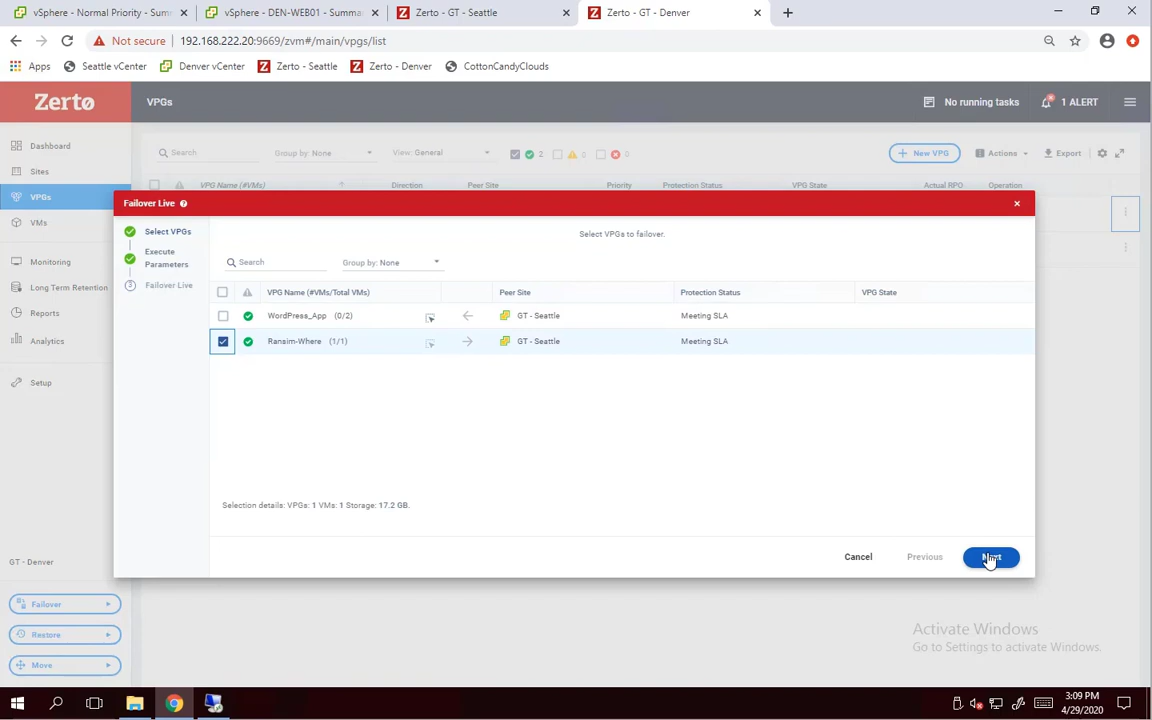 vSphere - Normal Priority - Sum
vSphere - DEN-WEB01 - Summa
Zerto - GT - Seattle
Zerto - GT - Denver
Not secure
192.168.222.20:9669/zvm#/main/vpgs/list
Apps
Seattle vCenter
Denver vCenter
Zerto - Seattle
Zerto - Denver
CottonCandyClouds
Zerto
VPGs
No running tasks
1 ALERT
Dashboard
Sites
VPGs
VMs
Monitoring
Long Term Retention
Reports
Analytics
Setup
Search
Group by: None
View: General
2
0
0
New VPG
Actions
Export
VPG Name (#VMs)
Direction
Peer Site
Priority
Protection Status
VPG State
Actual RPO
Operation
Failover Live
Select VPGs
Execute
Parameters
3
Failover Live
Select VPGs to failover.
Search
Group by: None
VPG Name (#VMs/Total VMs)
Peer Site
Protection Status
VPG State
WordPress_App (0/2)
GT - Seattle
Meeting SLA
Ransim-Where (1/1)
GT - Seattle
Meeting SLA
Selection details: VPGs: 1 VMs: 1 Storage: 17.2 GB.
Cancel
Previous
Next
GT - Denver
Failover
Restore
Move
Activate Windows
Go to Settings to activate Windows.
3:09 PM
4/29/2020